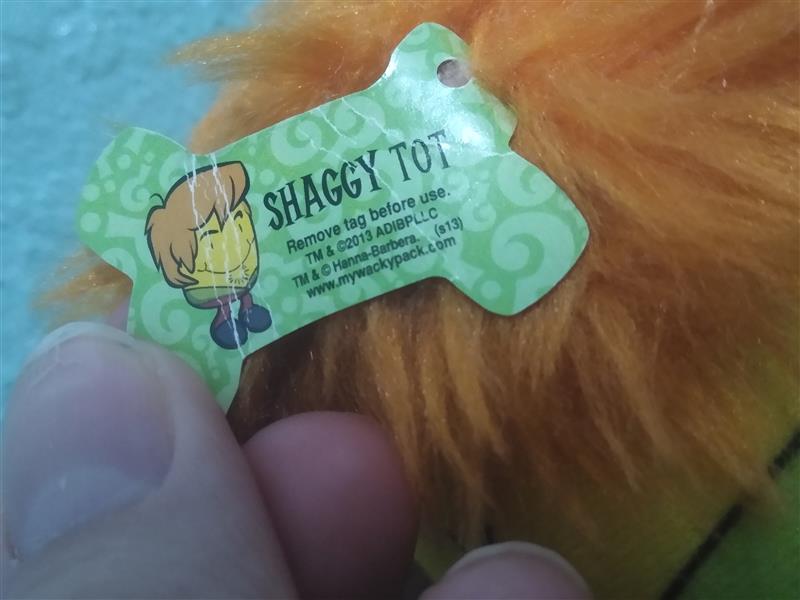 SHAGGY TOT
Remove tag before use.
TM & ©2013 ADIBPLLC
TM & © Hanna-Barbera. (s13)
www.mywackypack.com